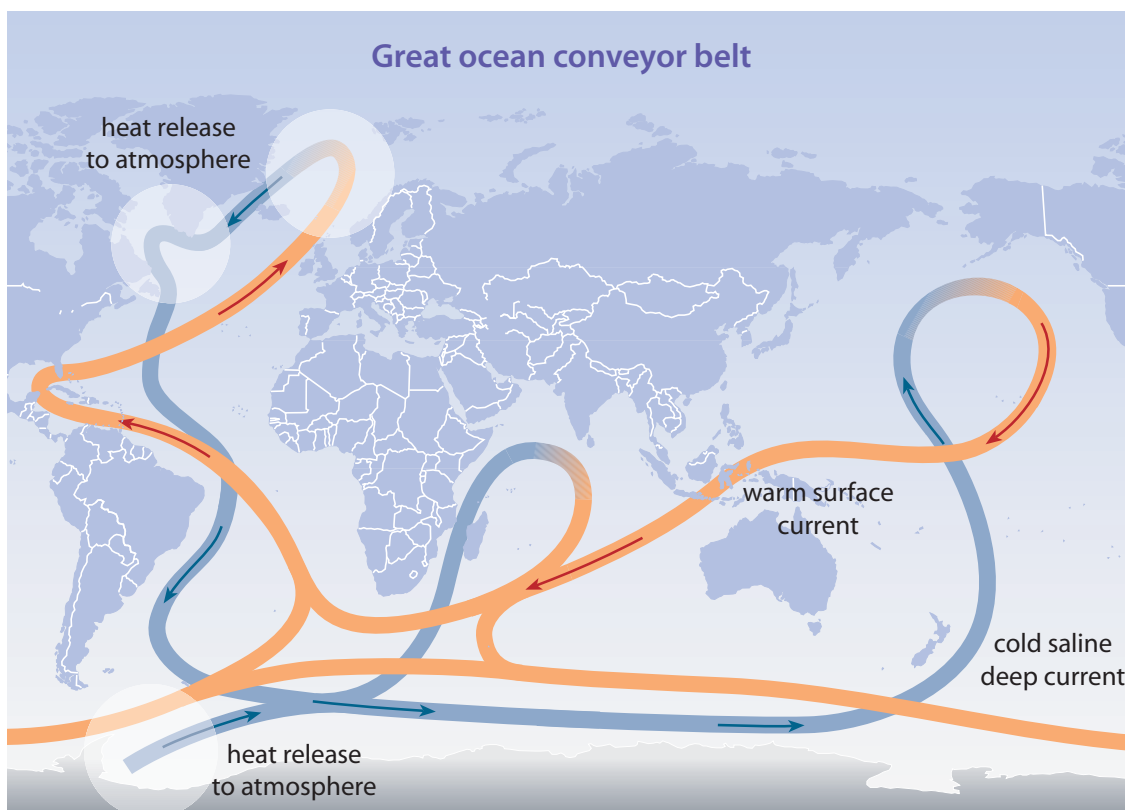 Great ocean conveyor belt
heat release
to atmosphere
warm surface
current
cold saline
deep current
heat release
to atmosphere